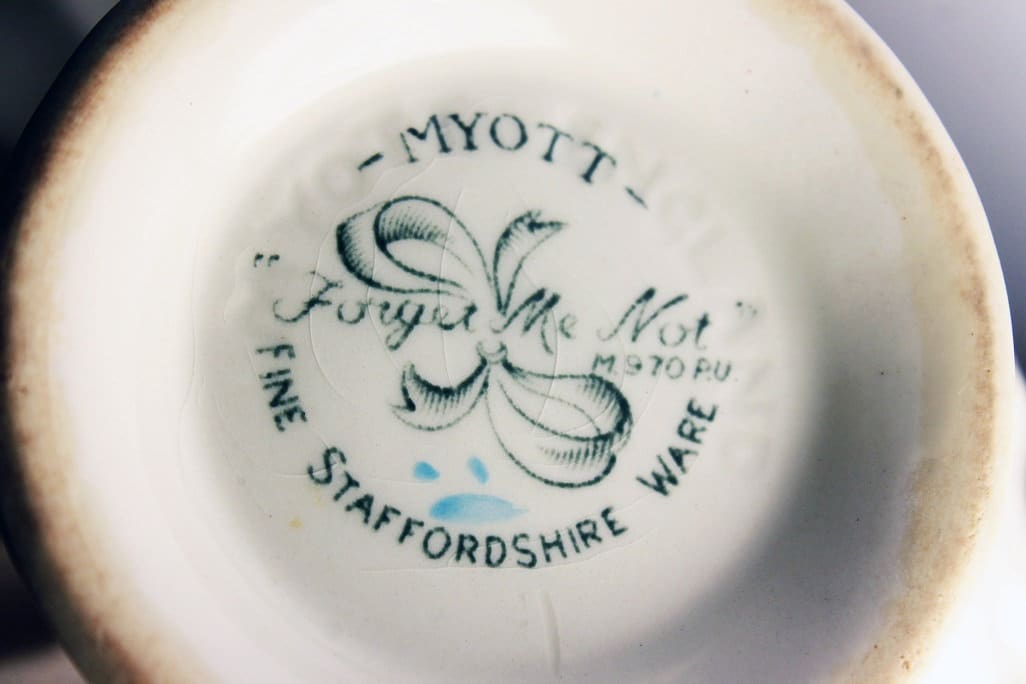 - MYOTT -
"Forget Me Not"
M.970 P.U.
FINE STAFFORDSHIRE WARE